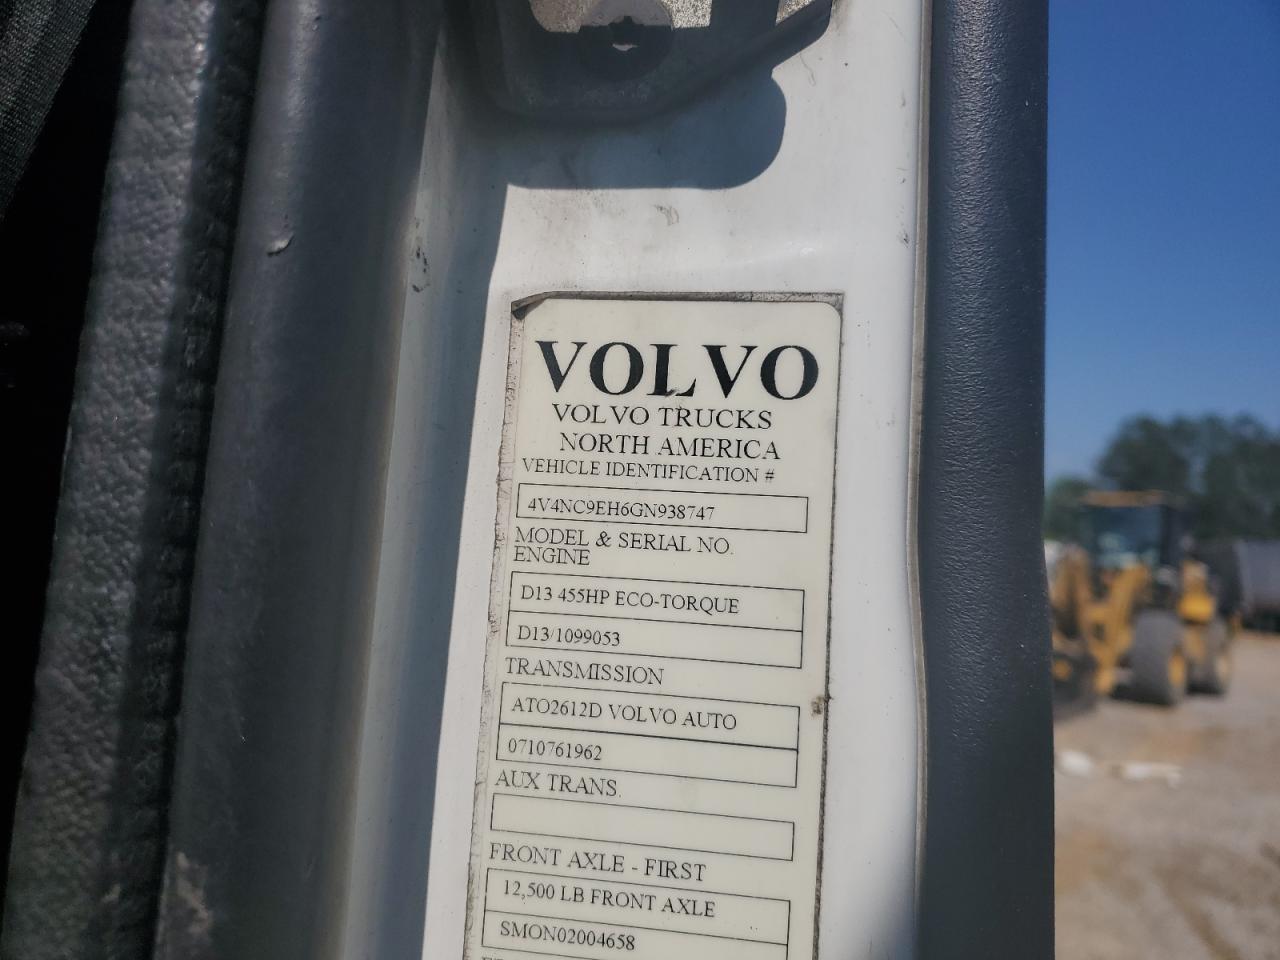 VOLVO
VOLVO TRUCKS
NORTH AMERICA
VEHICLE IDENTIFICATION #
4V4NC9EH6GN938747
MODEL & SERIAL NO.
ENGINE
D13 455HP ECO-TORQUE
D13/1099053
TRANSMISSION
ATO2612D VOLVO AUTO
0710761962
AUX TRANS.
FRONT AXLE - FIRST
12,500 LB FRONT AXLE
SMON02004658